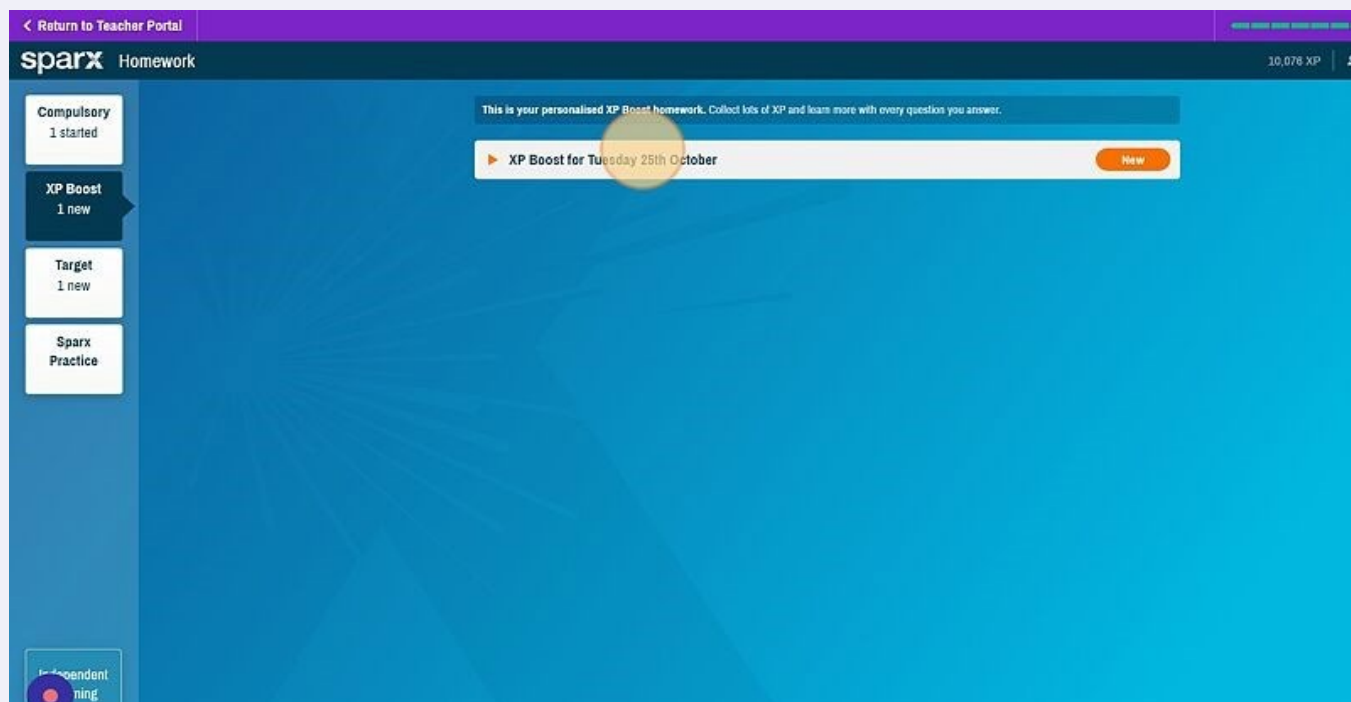 Return to Teacher Portal
sparx Homework
10,076 XP
Compulsory
1 started
XP Boost
1 new
Target
1 new
Sparx
Practice
This is your personalised XP Boost homework. Collect lots of XP and learn more with every question you answer.
XP Boost for Tuesday 25th October
New